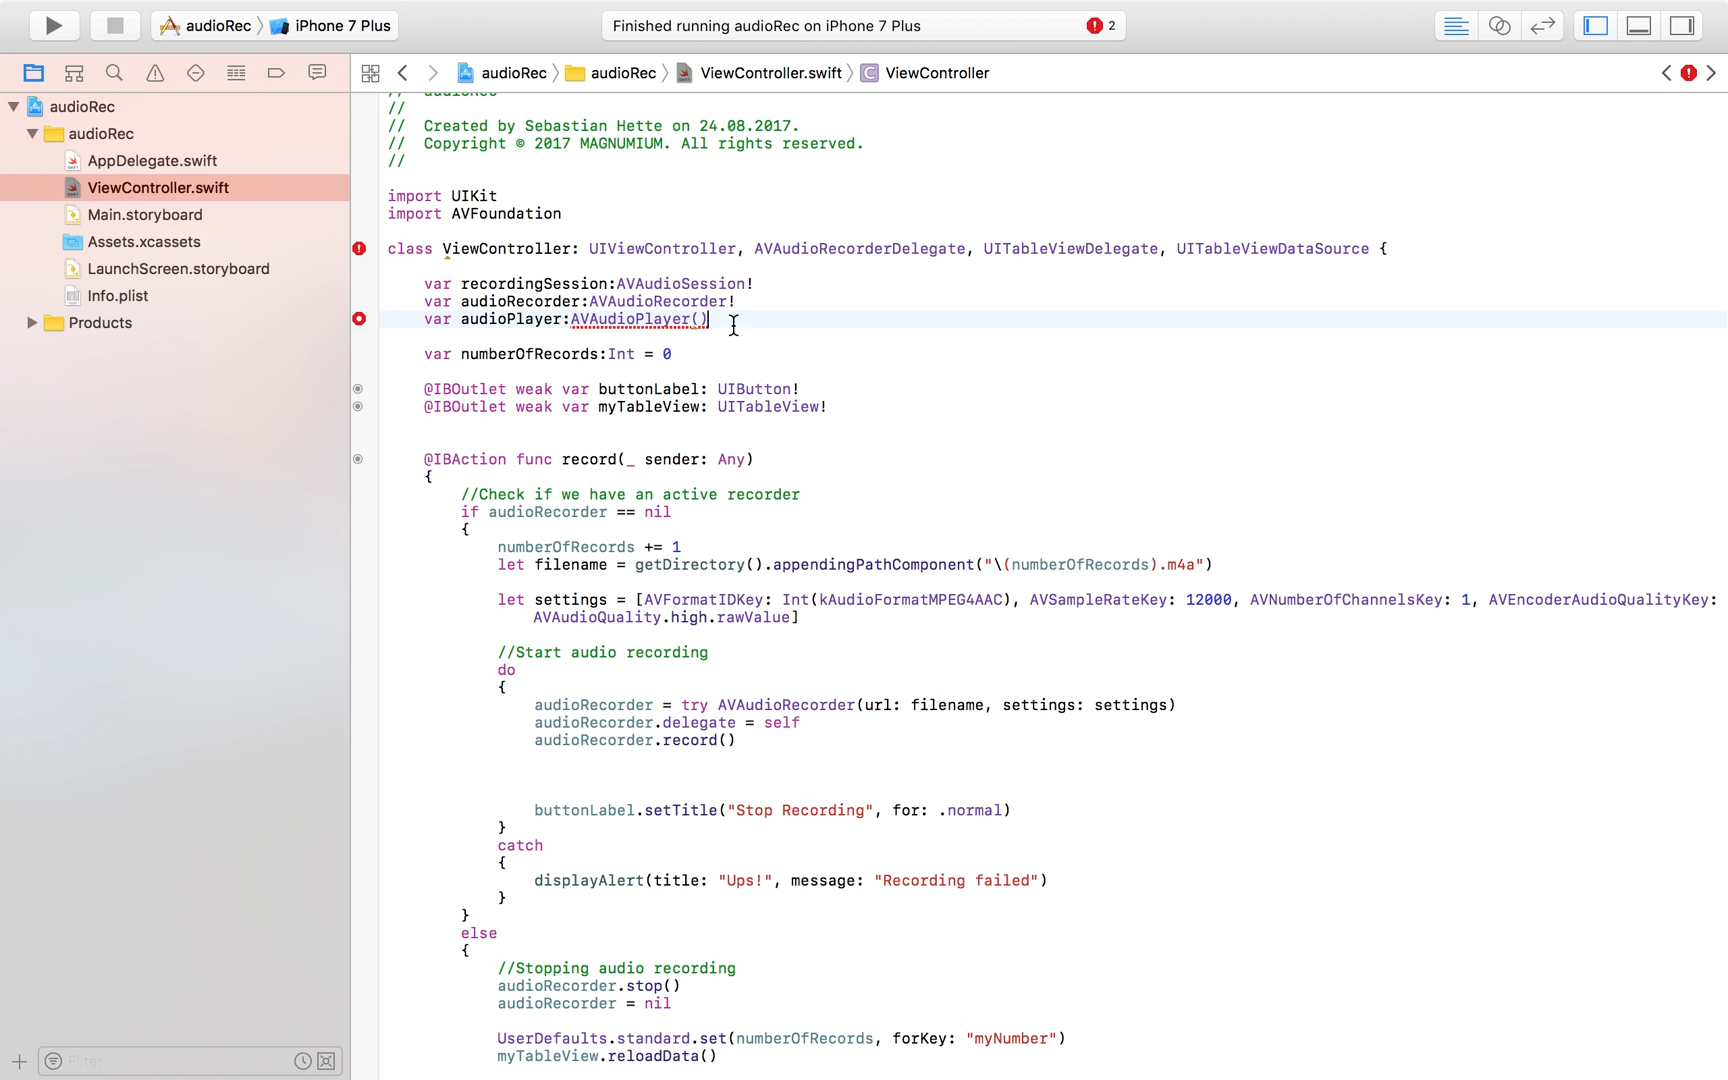 audioRec
iPhone 7 Plus
Finished running audioRec on iPhone 7 Plus
2
audioRec
audioRec
ViewController.swift
C ViewController
audioRec
audioRec
AppDelegate.swift
ViewController.swift
Main.storyboard
Assets.xcassets
LaunchScreen.storyboard
Info.plist
Products
Filter
// audioRec
//
// Created by Sebastian Hette on 24.08.2017.
// Copyright © 2017 MAGNUMIUM. All rights reserved.
//
import UIKit
import AVFoundation
class ViewController: UIViewController, AVAudioRecorderDelegate, UITableViewDelegate, UITableViewDataSource {
var recordingSession:AVAudioSession!
var audioRecorder:AVAudioRecorder!
var audioPlayer:AVAudioPlayer()
var numberOfRecords:Int = 0
@IBOutlet weak var buttonLabel: UIButton!
@IBOutlet weak var myTableView: UITableView!
@IBAction func record(_ sender: Any)
{
//Check if we have an active recorder
if audioRecorder == nil
{
numberOfRecords += 1
let filename = getDirectory().appendingPathComponent("\(numberOfRecords).m4a")
let settings = [AVFormatIDKey: Int(kAudioFormatMPEG4AAC), AVSampleRateKey: 12000, AVNumberOfChannelsKey: 1, AVEncoderAudioQualityKey:
AVAudioQuality.high.rawValue]
//Start audio recording
do
{
audioRecorder = try AVAudioRecorder(url: filename, settings: settings)
audioRecorder.delegate = self
audioRecorder.record()
buttonLabel.setTitle("Stop Recording", for: .normal)
}
catch
{
displayAlert(title: "Ups!", message: "Recording failed")
}
}
else
{
//Stopping audio recording
audioRecorder.stop()
audioRecorder = nil
UserDefaults.standard.set(numberOfRecords, forKey: "myNumber")
myTableView.reloadData()